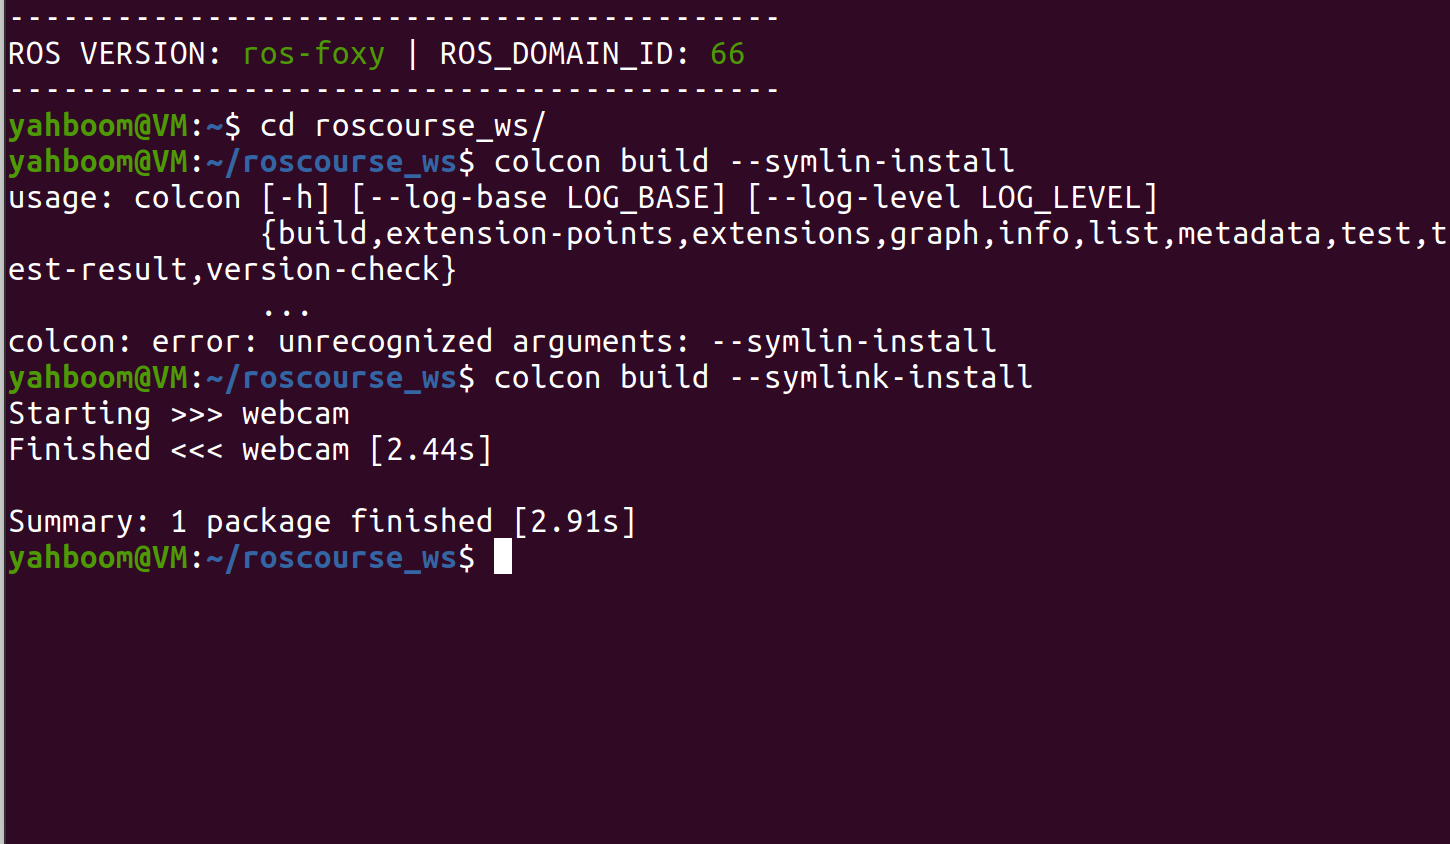 -------------------------------------------
ROS VERSION: ros-foxy | ROS_DOMAIN_ID: 66
-------------------------------------------
yahboom@VM:~$ cd roscourse_ws/
yahboom@VM:~/roscourse_ws$ colcon build --symlin-install
usage: colcon [-h] [--log-base LOG_BASE] [--log-level LOG_LEVEL]
              {build,extension-points,extensions,graph,info,list,metadata,test,t
est-result,version-check}
              ...
colcon: error: unrecognized arguments: --symlin-install
yahboom@VM:~/roscourse_ws$ colcon build --symlink-install
Starting >>> webcam
Finished <<< webcam [2.44s]

Summary: 1 package finished [2.91s]
yahboom@VM:~/roscourse_ws$